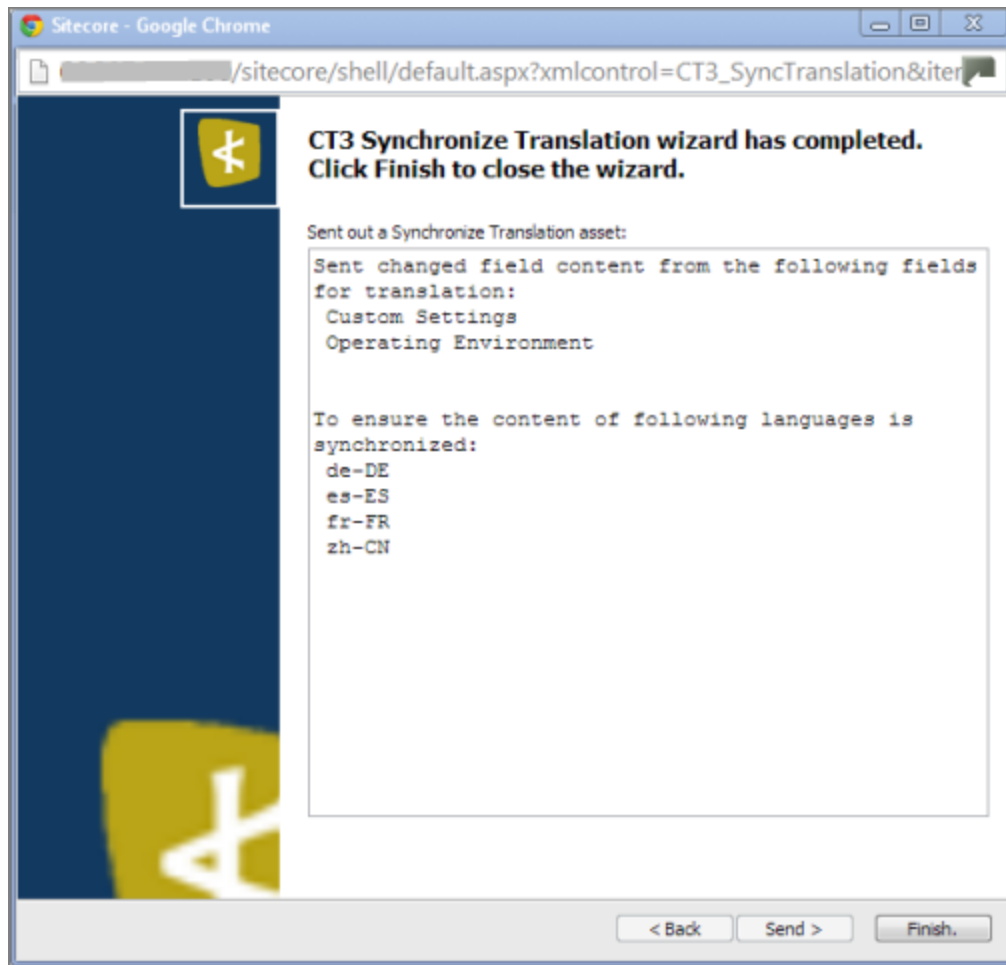 Sitecore - Google Chrome
/sitecore/shell/default.aspx?xmlcontrol=CT3_SyncTranslation&iter
CT3 Synchronize Translation wizard has completed.
Click Finish to close the wizard.
Sent out a Synchronize Translation asset:
Sent changed field content from the following fields
for translation:
Custom Settings
Operating Environment
To ensure the content of following languages is
synchronized:
de-DE
es-ES
fr-FR
zh-CN
< Back
Send >
Finish.